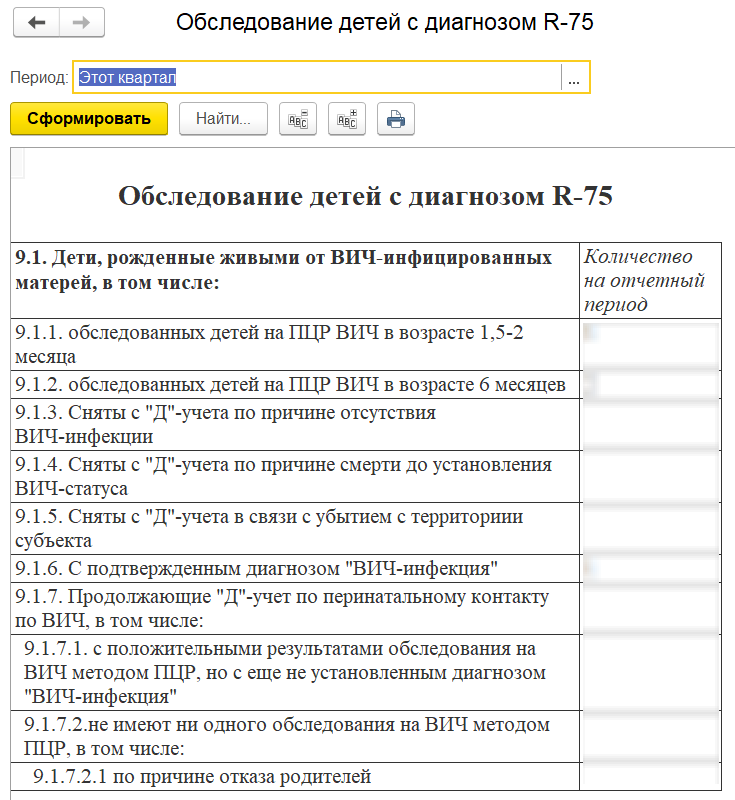 Обследование детей с диагнозом R-75
Период: Этот квартал ...
Сформировать Найти...
Обследование детей с диагнозом R-75
9.1. Дети, рожденные живыми от ВИЧ-инфицированных
матерей, в том числе:
Количество
на отчетный
период
9.1.1. обследованных детей на ПЦР ВИЧ в возрасте 1,5-2
месяца
9.1.2. обследованных детей на ПЦР ВИЧ в возрасте 6 месяцев
9.1.3. Сняты с "Д"-учета по причине отсутствия
ВИЧ-инфекции
9.1.4. Сняты с "Д"-учета по причине смерти до установления
ВИЧ-статуса
9.1.5. Сняты с "Д"-учета в связи с убытием с территориии
субъекта
9.1.6. С подтвержденным диагнозом "ВИЧ-инфекция"
9.1.7. Продолжающие "Д"-учет по перинатальному контакту
по ВИЧ, в том числе:
9.1.7.1. с положительными результатами обследования на
ВИЧ методом ПЦР, но с еще не установленным диагнозом
"ВИЧ-инфекция"
9.1.7.2.не имеют ни одного обследования на ВИЧ методом
ПЦР, в том числе:
9.1.7.2.1 по причине отказа родителей